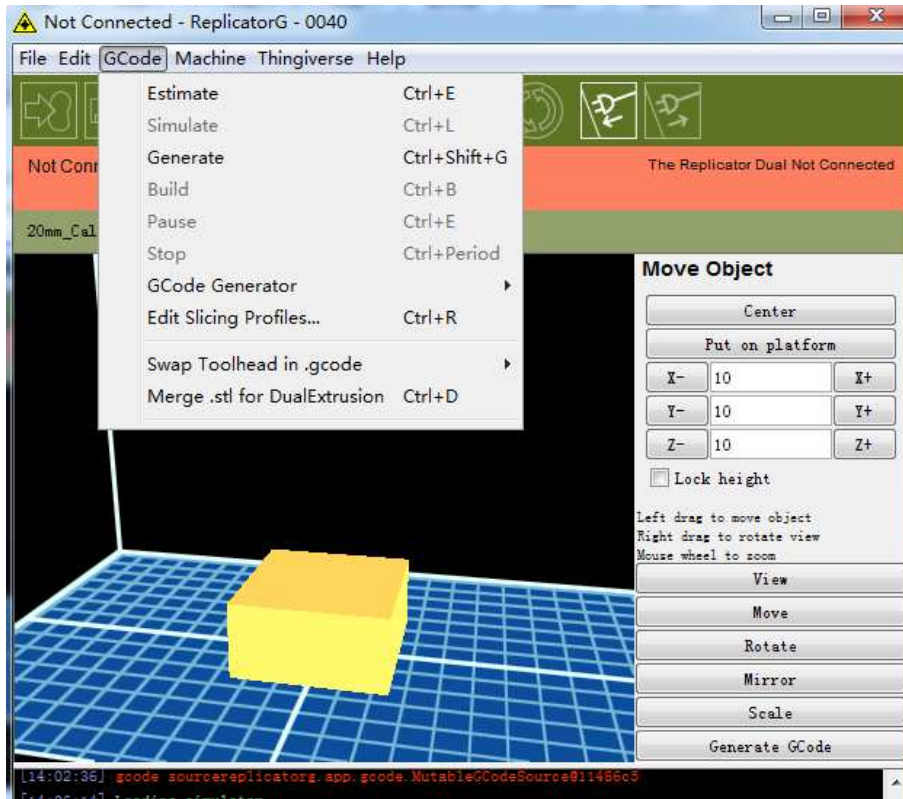 Not Connected - ReplicatorG - 0040
File Edit GCode Machine Thingiverse Help
Estimate Ctrl+E
Simulate Ctrl+L
Generate Ctrl+Shift+G
Build Ctrl+B
Pause Ctrl+E
Stop Ctrl+Period
GCode Generator
Edit Slicing Profiles... Ctrl+R
Swap Toolhead in .gcode
Merge .stl for DualExtrusion Ctrl+D
Not Conn
The Replicator Dual Not Connected
20mm_Cal
Move Object
Center
Put on platform
X- 10 X+
Y- 10 Y+
Z- 10 Z+
Lock height
Left drag to move object
Right drag to rotate view
Mouse wheel to zoom
View
Move
Rotate
Mirror
Scale
Generate GCode
[14:02:36] gcode sourcereplicatorg.app.gcode.MutableGCodeSource@11486c5
Loading simulator